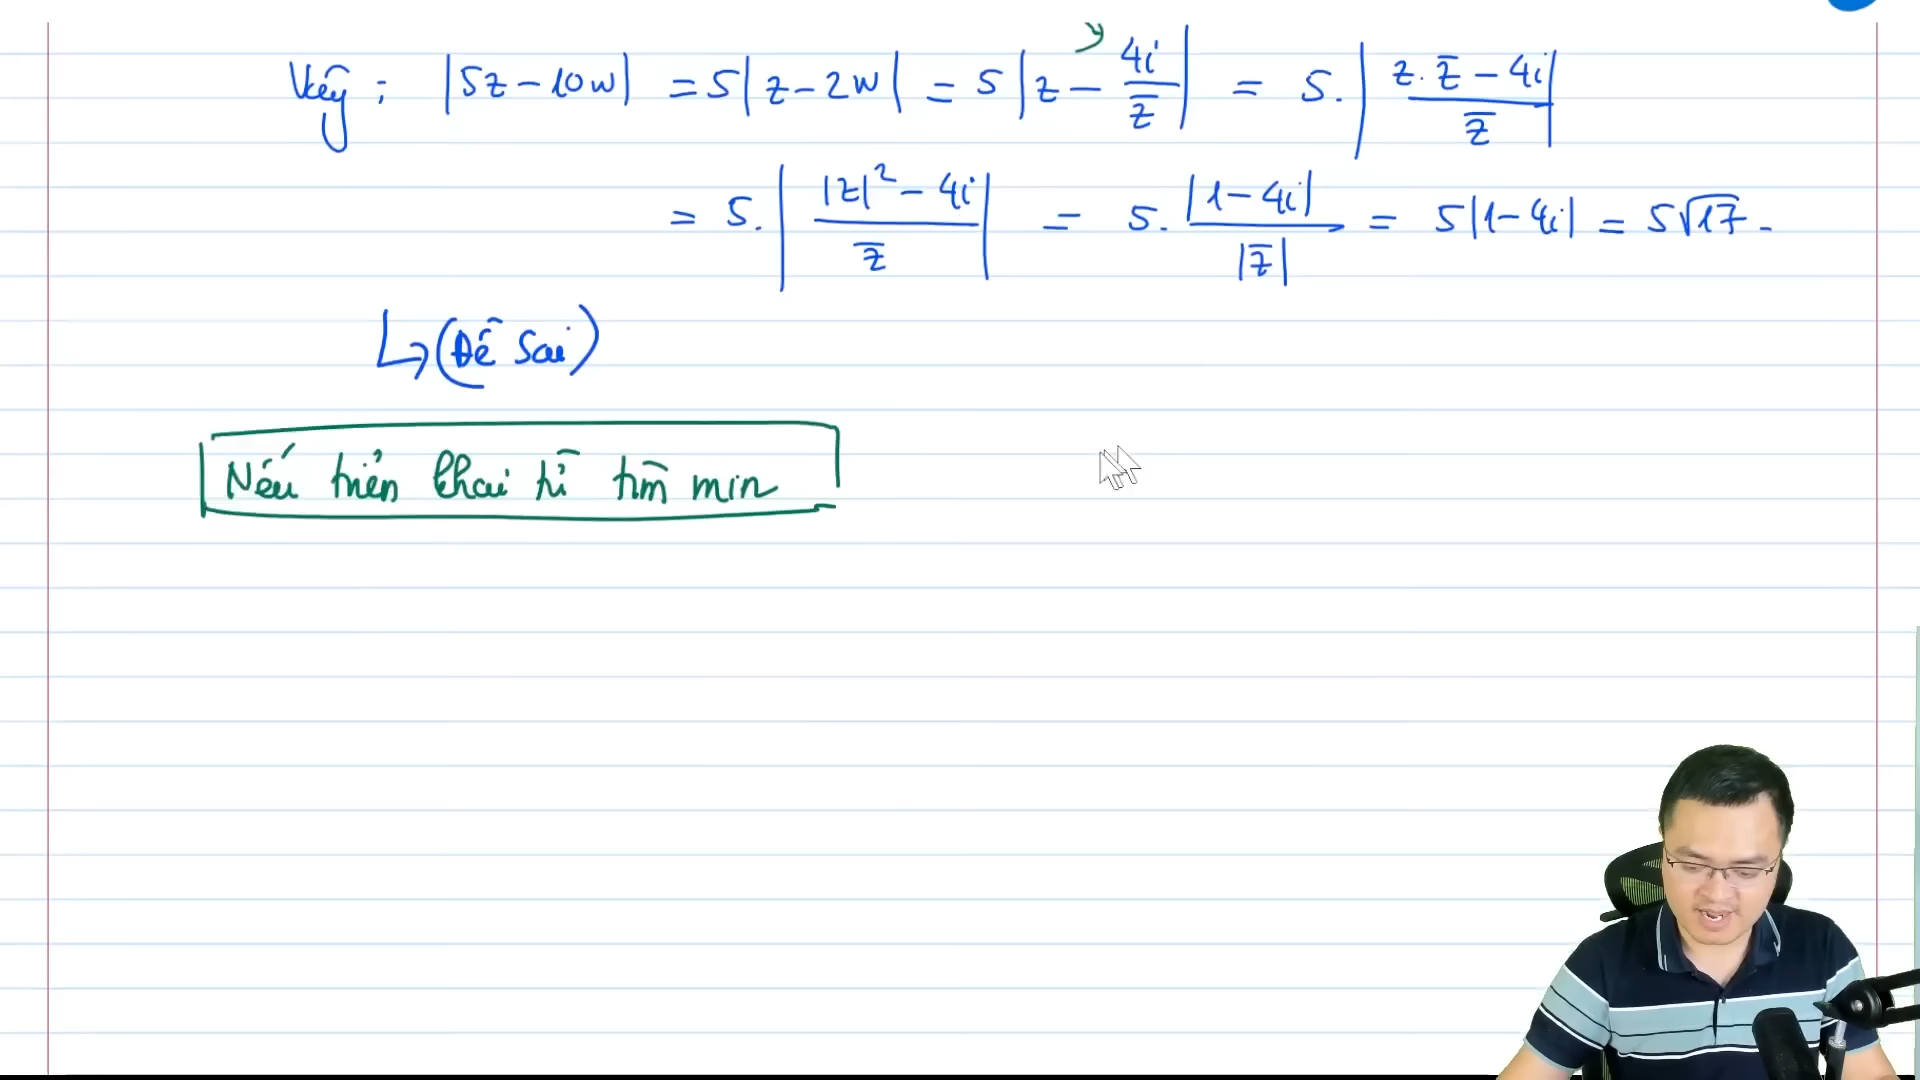 Vậy : |5z - 10w| = 5|z - 2w| = 5|z - 4i/z̅| = 5.|(z.z̅ - 4i)/z̅|
= 5.|(|z|² - 4i)/z̅| = 5.|1 - 4i|/|z̅| = 5|1 - 4i| = 5√17.
↳ (Đề sai)
Nếu triển khai tìm min